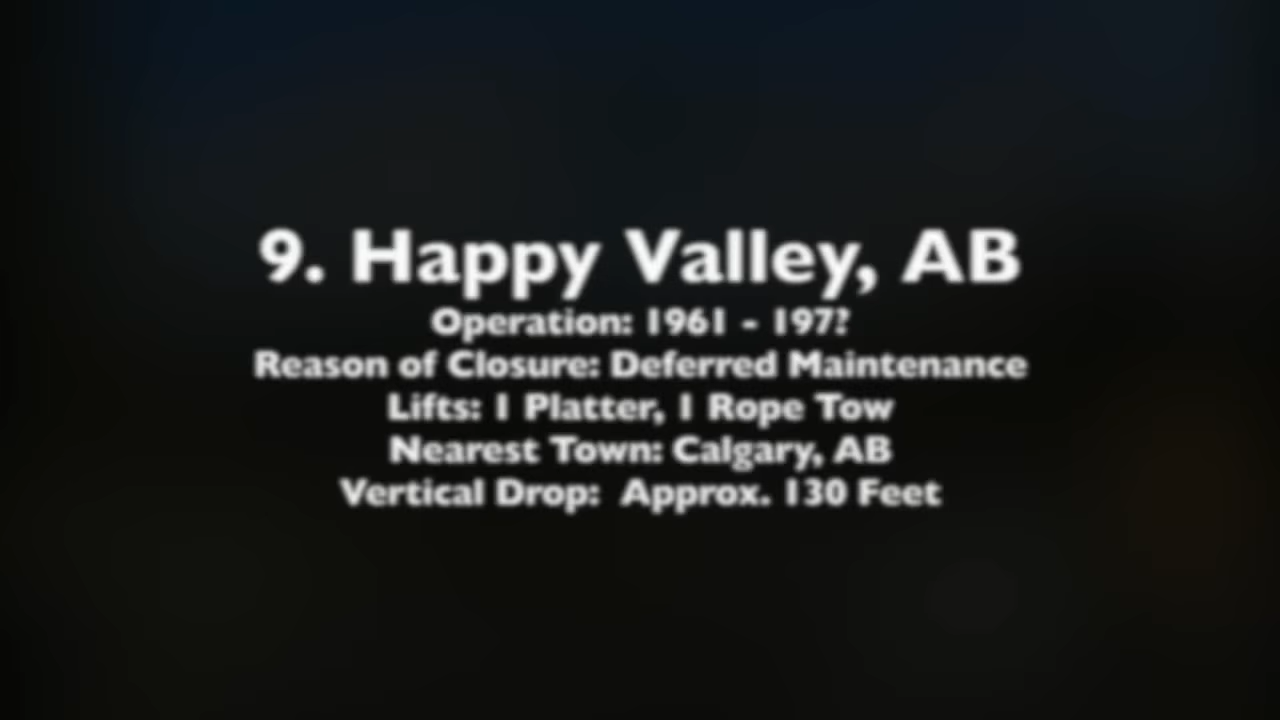 9. Happy Valley, AB
Operation: 1961 - 197?
Reason of Closure: Deferred Maintenance
Lifts: 1 Platter, 1 Rope Tow
Nearest Town: Calgary, AB
Vertical Drop:  Approx. 130 Feet